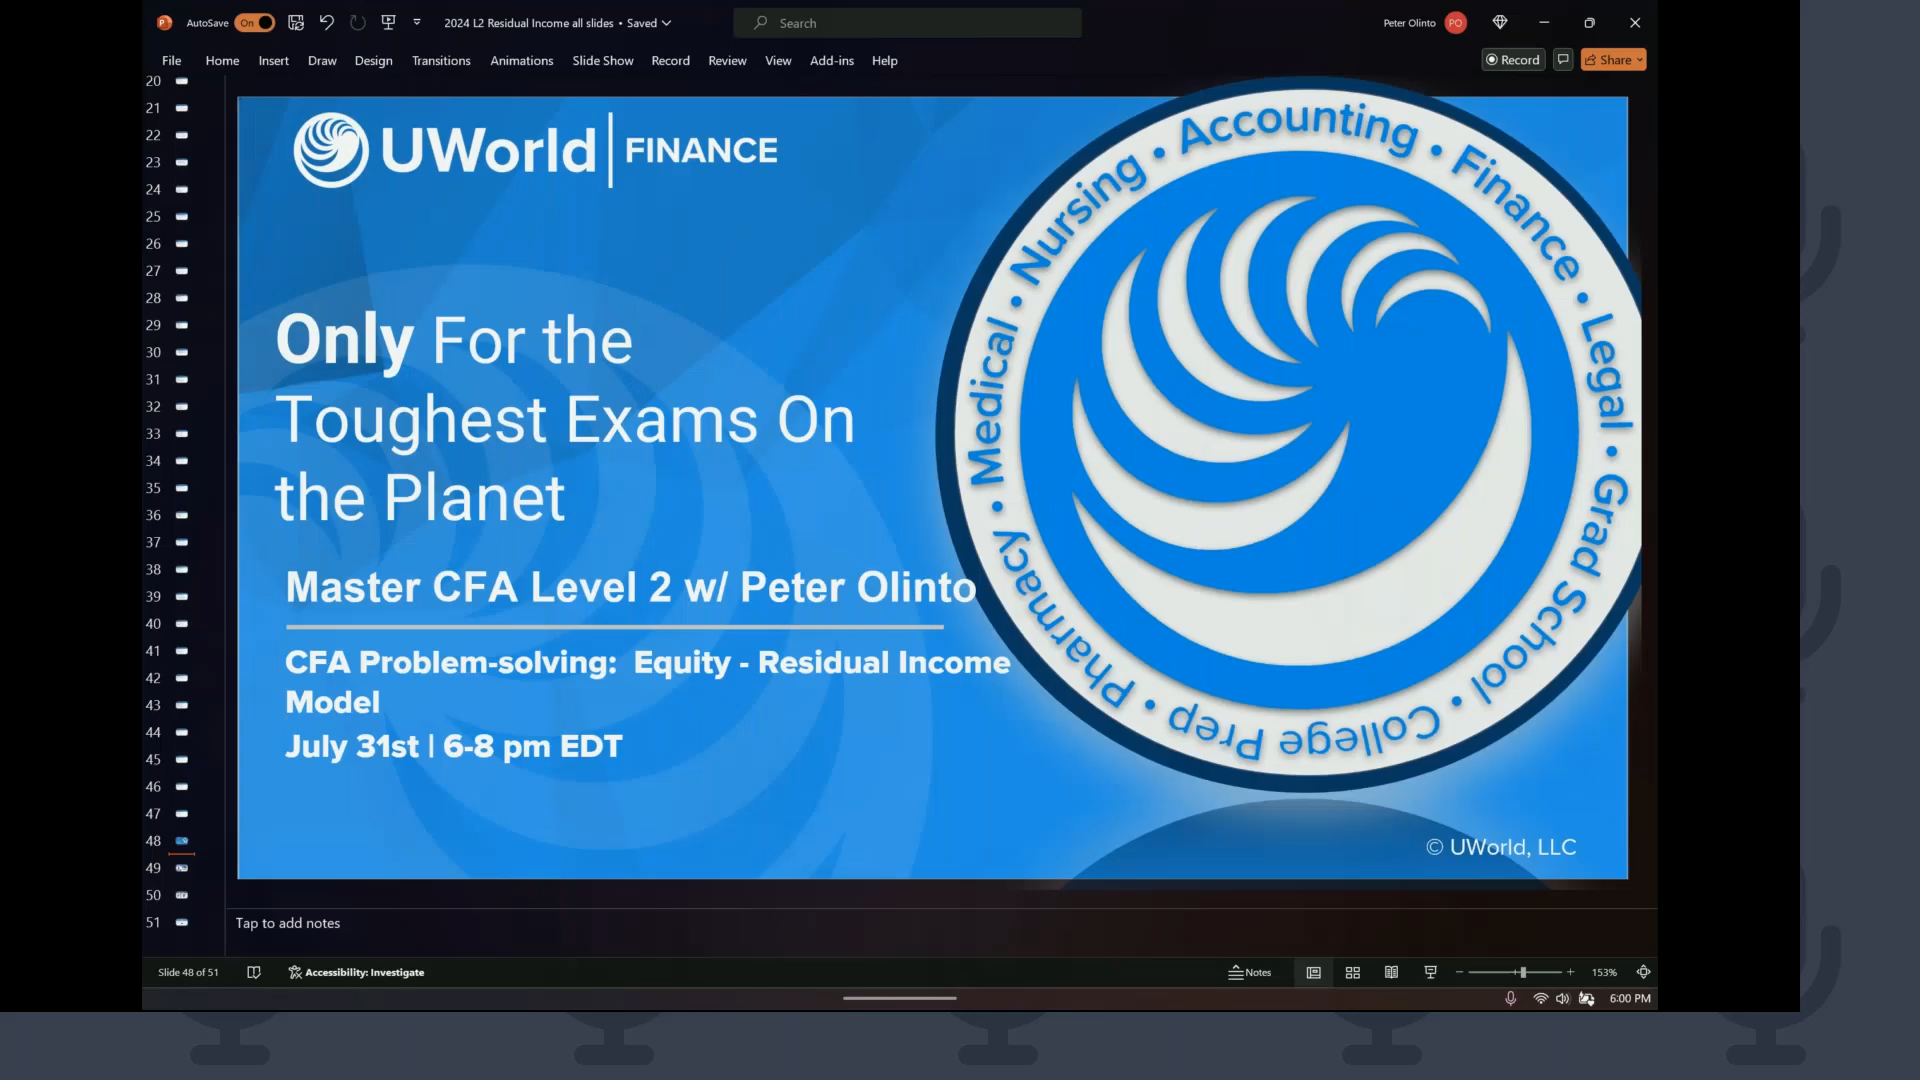 AutoSave On 2024 L2 Residual Income all slides • Saved Search Peter Olinto PO
File Home Insert Draw Design Transitions Animations Slide Show Record Review View Add-ins Help Record Share
20
21
22
23
24
25
26
27
28
29
30
31
32
33
34
35
36
37
38
39
40
41
42
43
44
45
46
47
48
49
50
51
UWorld FINANCE
Only For the
Toughest Exams On
the Planet
Master CFA Level 2 w/ Peter Olinto
CFA Problem-solving: Equity - Residual Income
Model
July 31st | 6-8 pm EDT
Medical • Nursing • Accounting • Finance • Legal • Grad School • College Prep • Pharmacy •
© UWorld, LLC
Tap to add notes
Slide 48 of 51 Accessibility: Investigate Notes 153%
6:00 PM